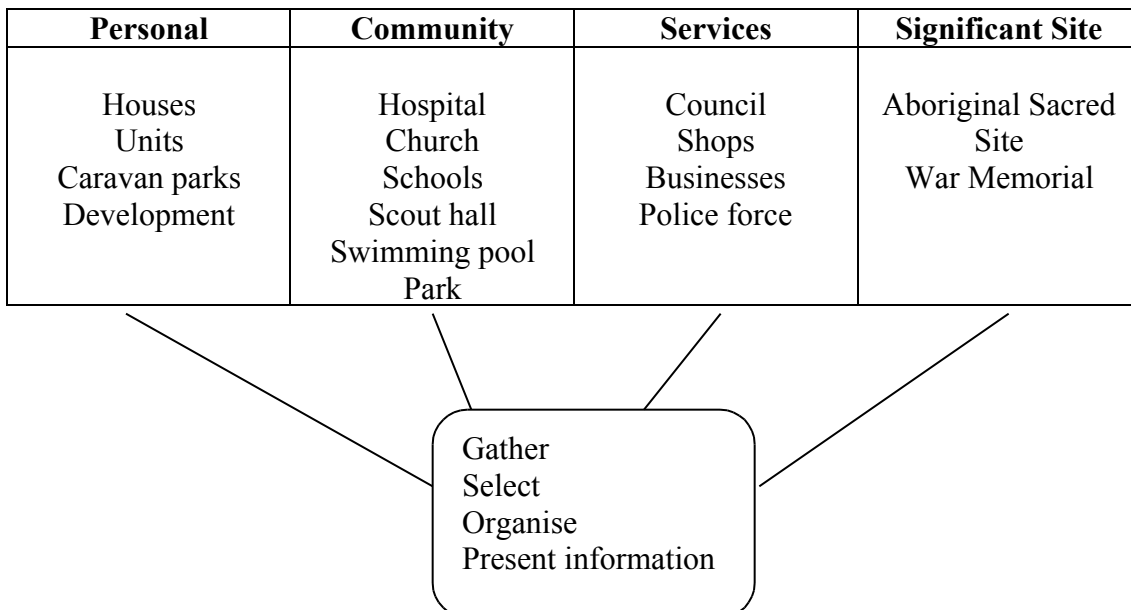 Personal
Community
Services
Significant Site
Houses
Units
Caravan parks
Development
Hospital
Church
Schools
Scout hall
Swimming pool
Park
Council
Shops
Businesses
Police force
Aboriginal Sacred
Site
War Memorial
Gather
Select
Organise
Present information